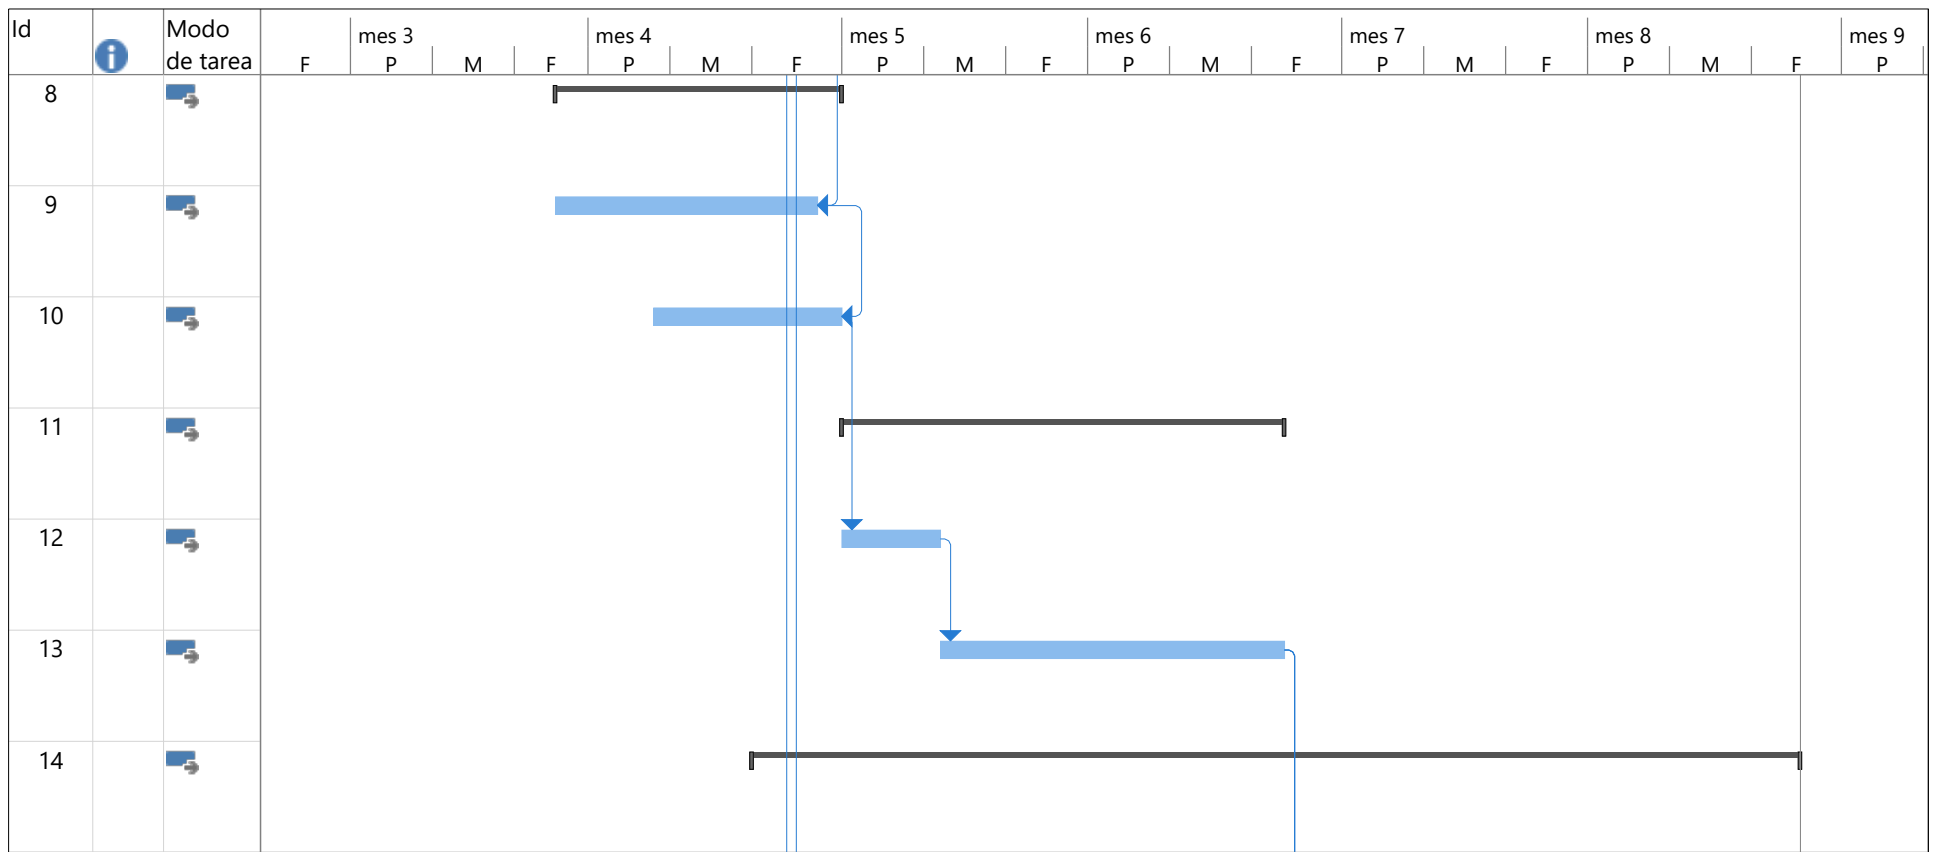 Id Modo de tarea
mes 3 mes 4 mes 5 mes 6 mes 7 mes 8 mes 9
F P M F P M F P M F P M F P M F P M F P
8
9
10
11
12
13
14